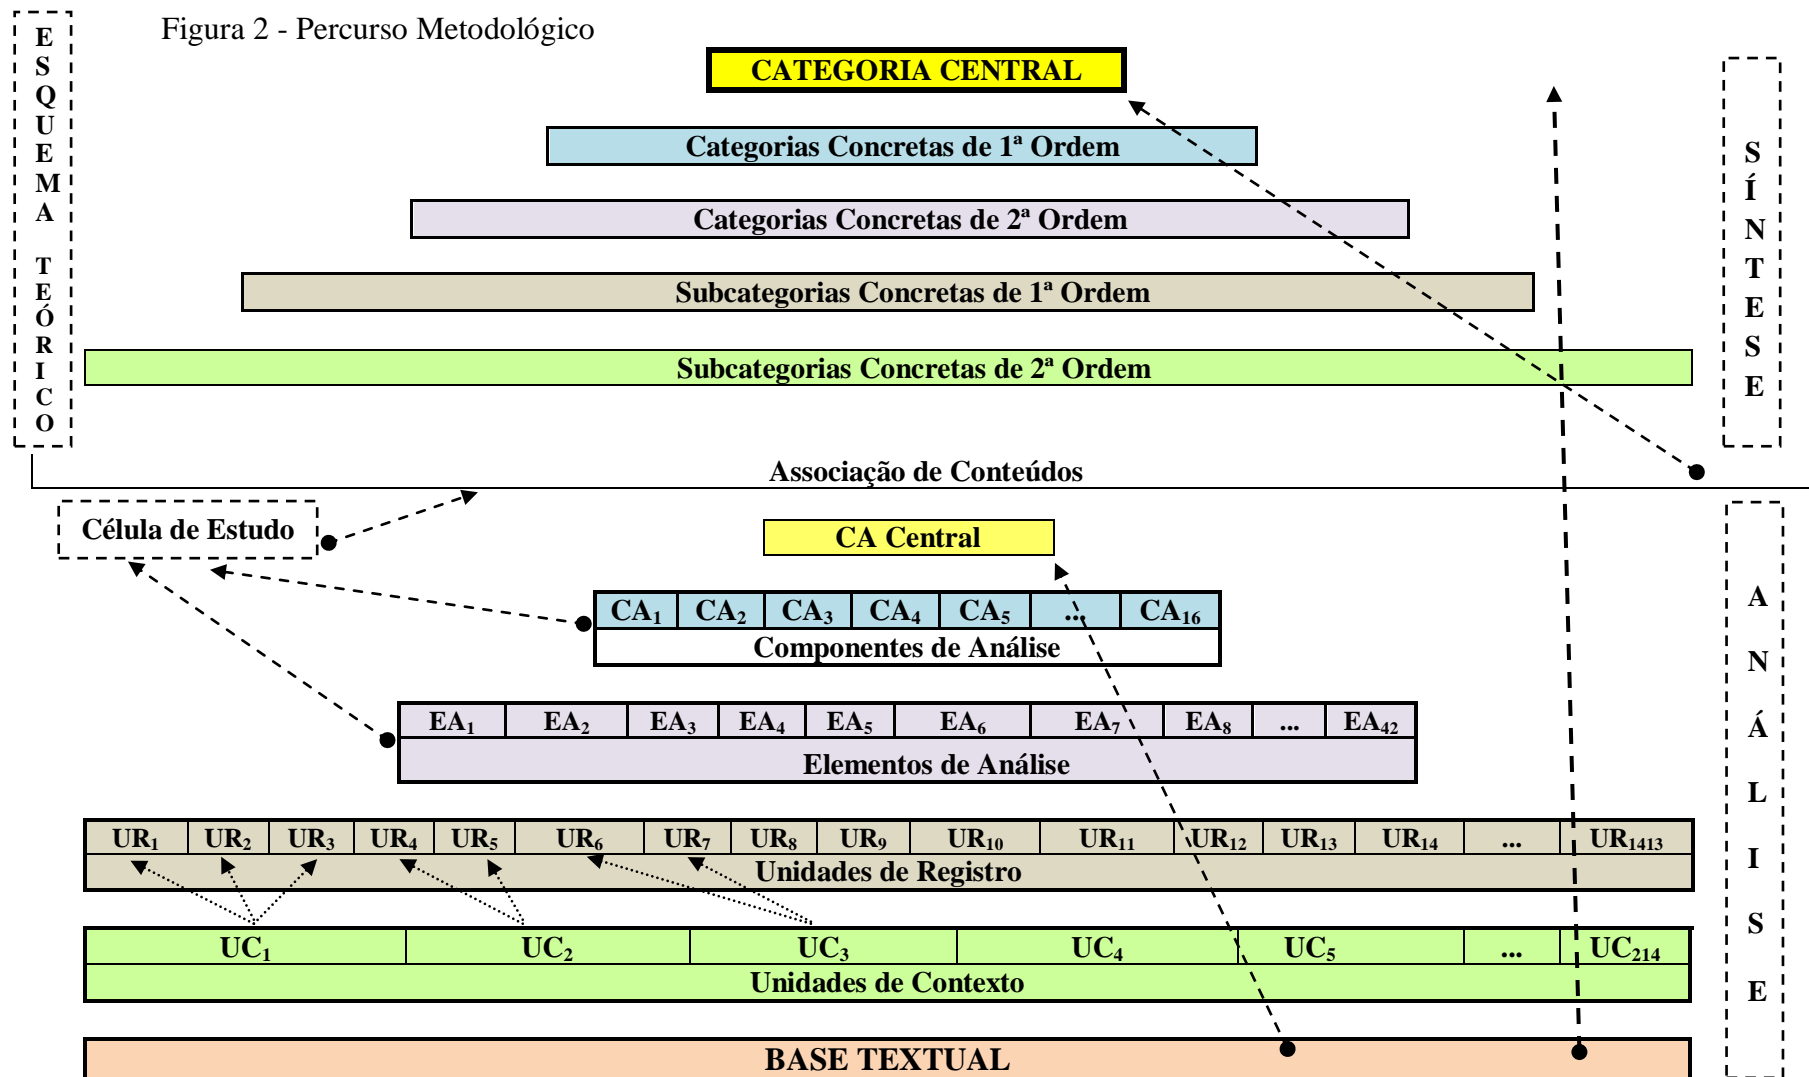 Figura 2 - Percurso Metodológico
ESQUEMA TEÓRICO
CATEGORIA CENTRAL
Categorias Concretas de 1ª Ordem
Categorias Concretas de 2ª Ordem
Subcategorias Concretas de 1ª Ordem
Subcategorias Concretas de 2ª Ordem
SÍNTESE
Associação de Conteúdos
Célula de Estudo
CA Central
CA₁ CA₂ CA₃ CA₄ CA₅ ... CA₁₆
Componentes de Análise
EA₁ EA₂ EA₃ EA₄ EA₅ EA₆ EA₇ EA₈ ... EA₄₂
Elementos de Análise
UR₁ UR₂ UR₃ UR₄ UR₅ UR₆ UR₇ UR₈ UR₉ UR₁₀ UR₁₁ UR₁₂ UR₁₃ UR₁₄ ... UR₁₄₁₃
Unidades de Registro
UC₁ UC₂ UC₃ UC₄ UC₅ ... UC₂₁₄
Unidades de Contexto
BASE TEXTUAL
ANÁLISE